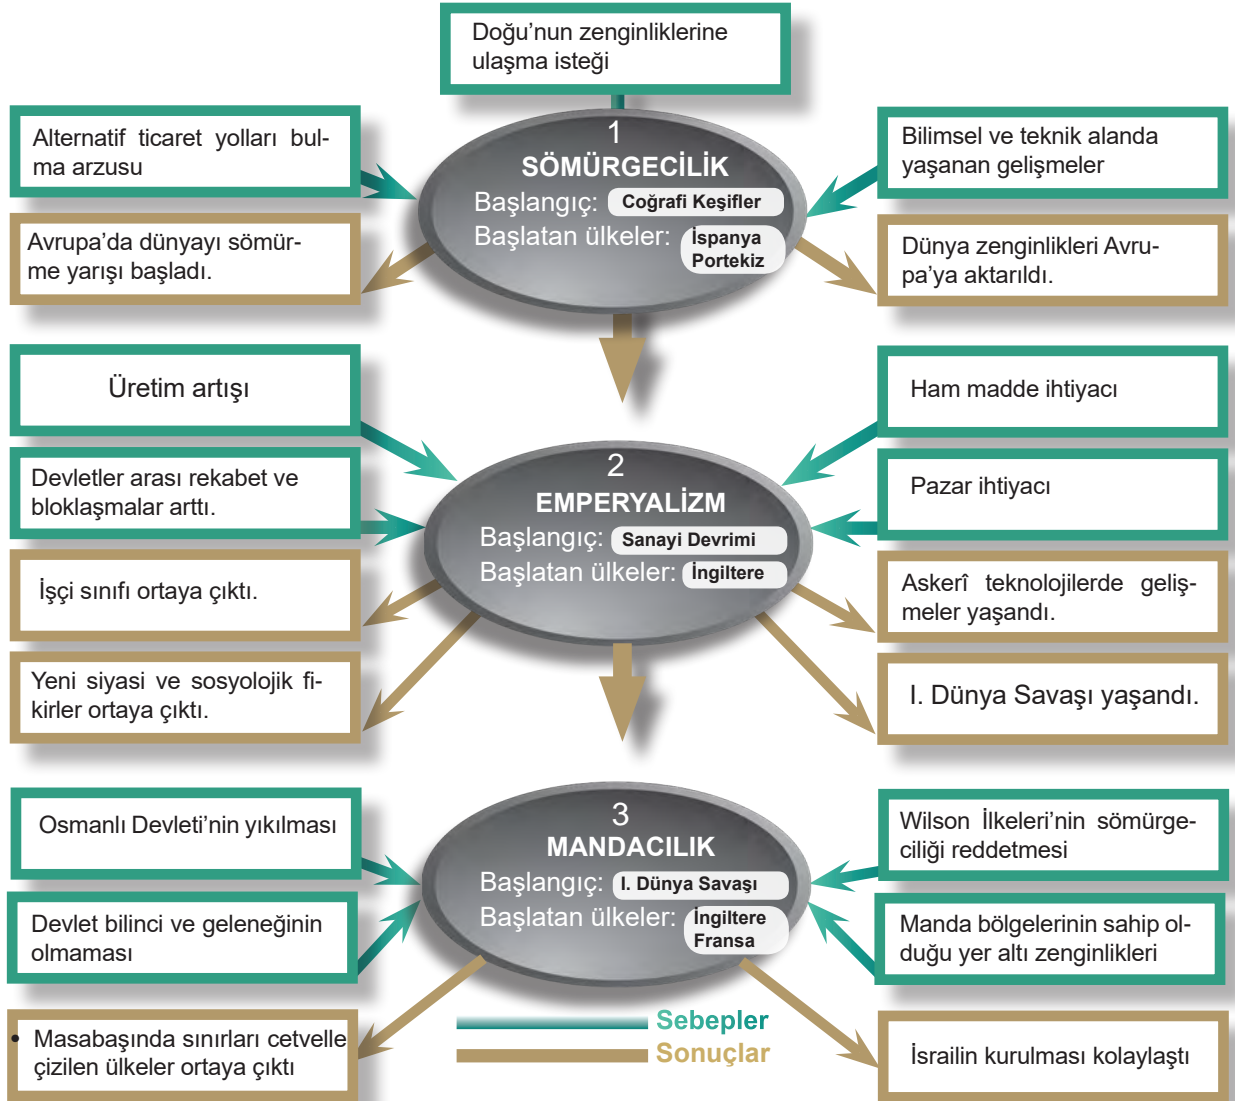 Doğu’nun zenginliklerine
ulaşma isteği
Alternatif ticaret yolları bul-
ma arzusu
Bilimsel ve teknik alanda
yaşanan gelişmeler
1
SÖMÜRGECİLİK
Başlangıç: Coğrafi Keşifler
Başlatan ülkeler: İspanya
Portekiz
Avrupa’da dünyayı sömür-
me yarışı başladı.
Dünya zenginlikleri Avru-
pa’ya aktarıldı.
Üretim artışı
Ham madde ihtiyacı
Devletler arası rekabet ve
bloklaşmalar arttı.
Pazar ihtiyacı
2
EMPERYALİZM
Başlangıç: Sanayi Devrimi
Başlatan ülkeler: İngiltere
İşçi sınıfı ortaya çıktı.
Askerî teknolojilerde geliş-
meler yaşandı.
Yeni siyasi ve sosyolojik fi-
kirler ortaya çıktı.
I. Dünya Savaşı yaşandı.
Osmanlı Devleti’nin yıkılması
Wilson İlkeleri’nin sömürge-
ciliği reddetmesi
3
MANDACILIK
Başlangıç: I. Dünya Savaşı
Başlatan ülkeler: İngiltere
Fransa
Devlet bilinci ve geleneğinin
olmaması
Manda bölgelerinin sahip ol-
duğu yer altı zenginlikleri
Sebepler
Sonuçlar
• Masabaşında sınırları cetvelle
çizilen ülkeler ortaya çıktı
İsrailin kurulması kolaylaştı